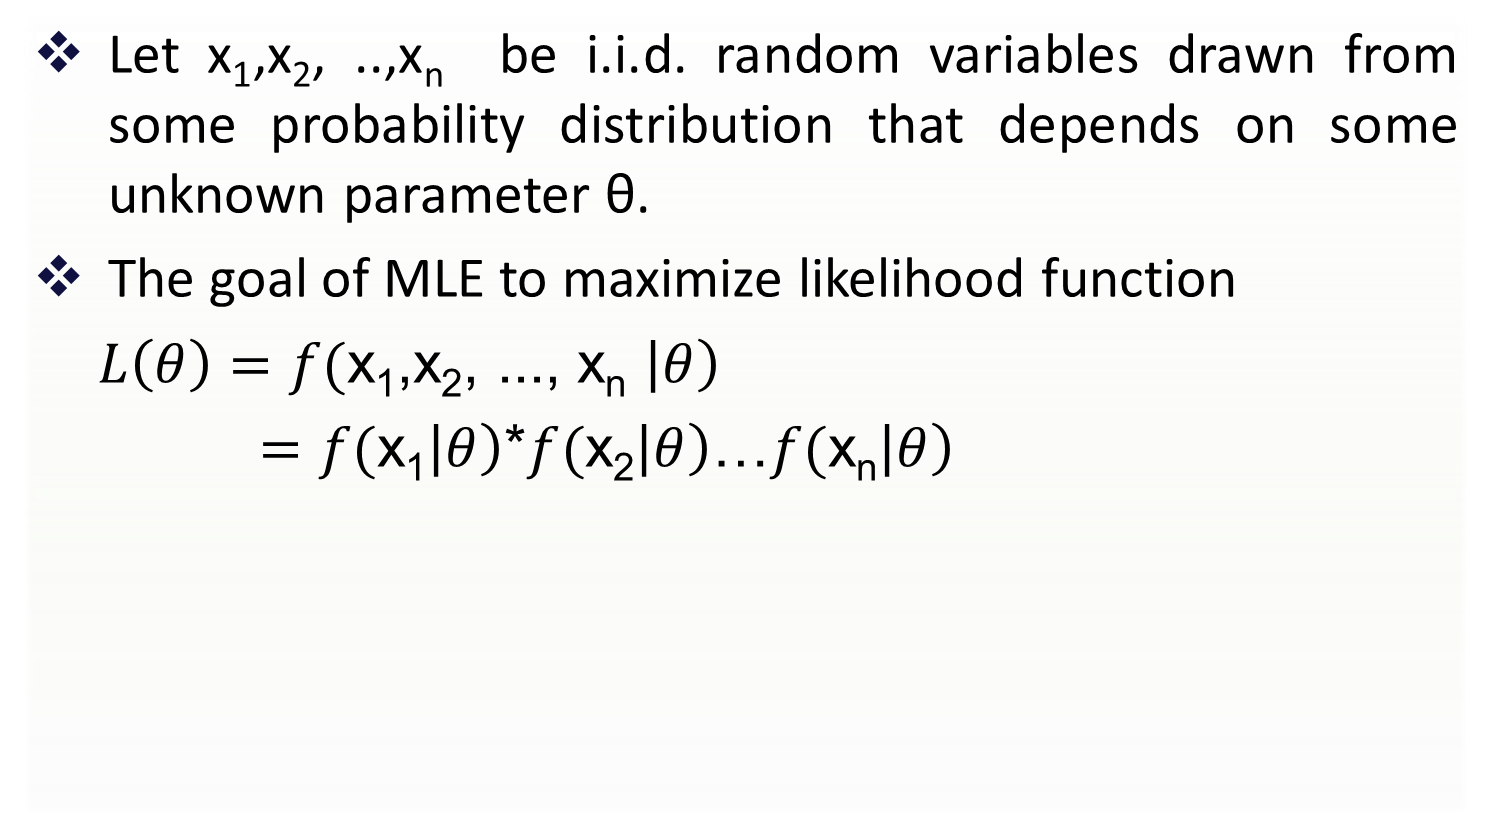 ❖ Let x₁,x₂, ..,xₙ be i.i.d. random variables drawn from
some probability distribution that depends on some
unknown parameter θ.
❖ The goal of MLE to maximize likelihood function
𝐿(𝜃) = 𝑓(x₁,x₂, ..., xₙ |𝜃)
= 𝑓(x₁|𝜃)*𝑓(x₂|𝜃)…𝑓(xₙ|𝜃)